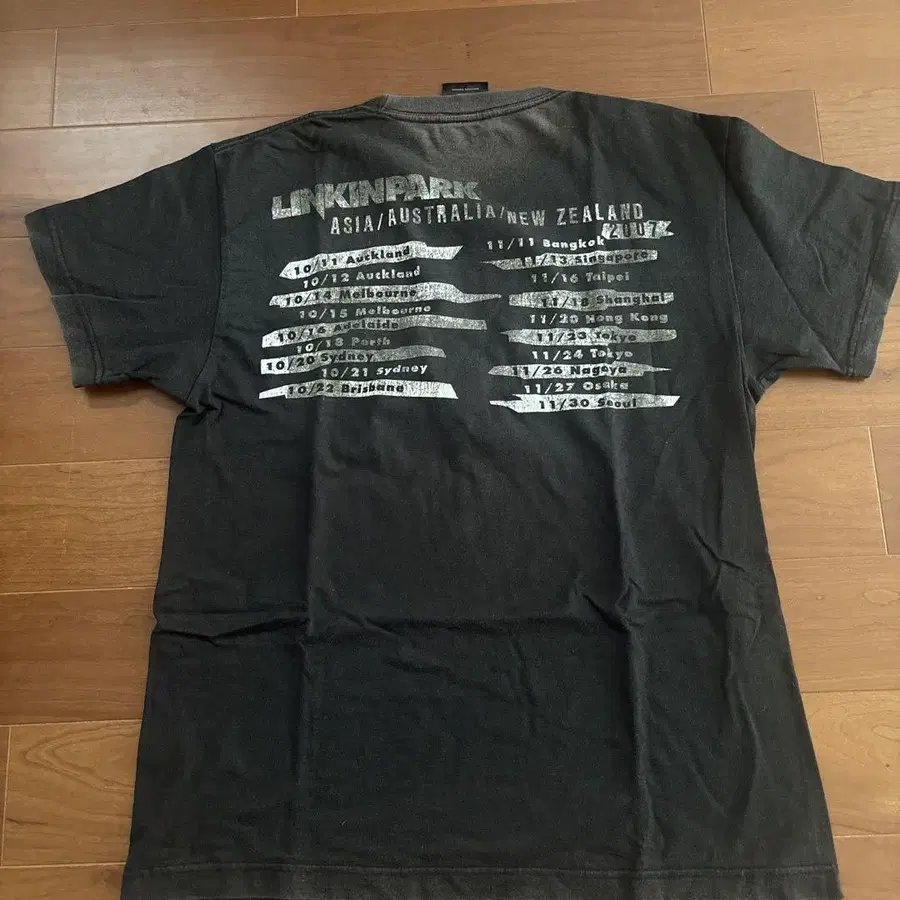 LINKIN PARK
ASIA/AUSTRALIA/NEW ZEALAND
2007
10/11 Auckland
10/12 Auckland
10/14 Melbourne
10/15 Melbourne
10/16 Adelaide
10/18 Perth
10/20 Sydney
10/21 Sydney
10/22 Brisbane
11/11 Bangkok
11/13 Singapore
11/16 Taipei
11/18 Shanghai
11/20 Hong Kong
11/23 Tokyo
11/24 Tokyo
11/26 Nagoya
11/27 Osaka
11/30 Seoul